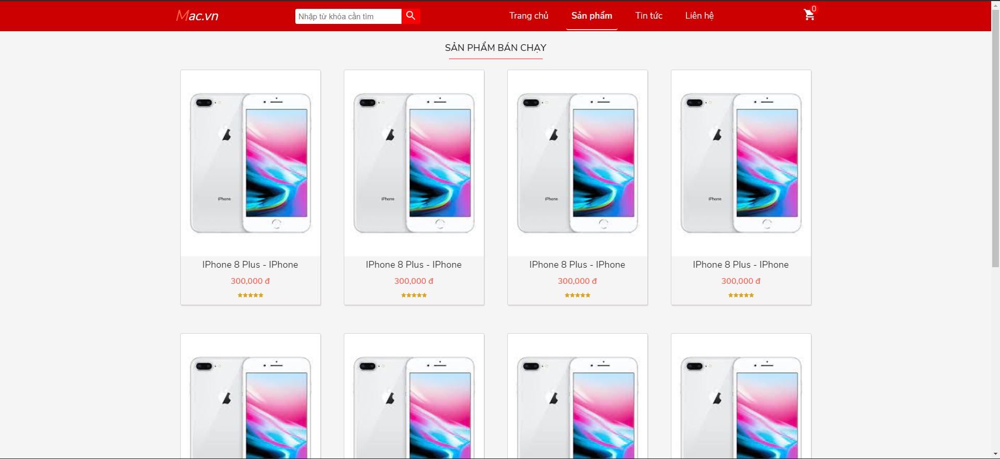 Mac.vn
Nhập từ khóa cần tìm
Trang chủ
Sản phẩm
Tin tức
Liên hệ
0
SẢN PHẨM BÁN CHẠY
IPhone
IPhone
IPhone
IPhone
IPhone 8 Plus - IPhone
IPhone 8 Plus - IPhone
IPhone 8 Plus - IPhone
IPhone 8 Plus - IPhone
300,000 đ
300,000 đ
300,000 đ
300,000 đ